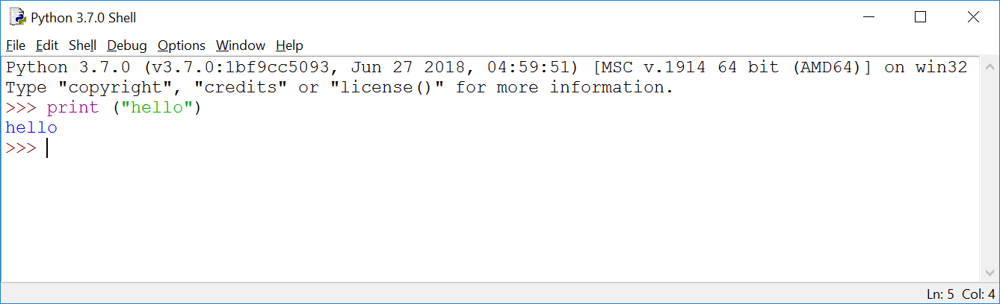 Python 3.7.0 Shell
File Edit Shell Debug Options Window Help
Python 3.7.0 (v3.7.0:1bf9cc5093, Jun 27 2018, 04:59:51) [MSC v.1914 64 bit (AMD64)] on win32
Type "copyright", "credits" or "license()" for more information.
>>> print ("hello")
hello
>>>
Ln: 5 Col: 4